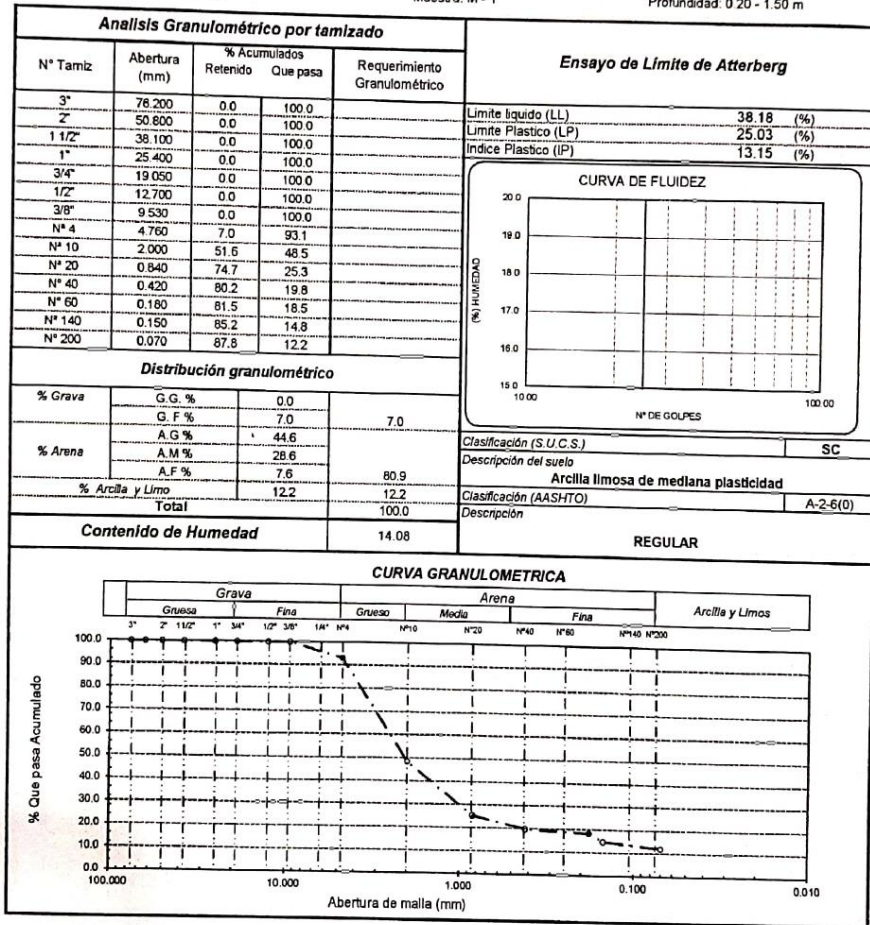 Muestra: M - 1
Profundidad: 0.20 - 1.50 m
Analisis Granulométrico por tamizado
N° Tamiz Abertura (mm) % Acumulados Retenido Que pasa Requerimiento Granulométrico
3" 76.200 0.0 100.0
2" 50.800 0.0 100.0
1 1/2" 38.100 0.0 100.0
1" 25.400 0.0 100.0
3/4" 19.050 0.0 100.0
1/2" 12.700 0.0 100.0
3/8" 9.530 0.0 100.0
Nª 4 4.760 7.0 93.1
Nª 10 2.000 51.6 48.5
N° 20 0.840 74.7 25.3
N° 40 0.420 80.2 19.8
N° 60 0.180 81.5 18.5
Nª 140 0.150 85.2 14.8
N° 200 0.070 87.8 12.2
Distribución granulométrico
% Grava G.G. % 0.0
G. F % 7.0 7.0
% Arena A.G % 44.6
A.M % 28.6
A.F % 7.6 80.9
% Arcilla y Limo 12.2 12.2
Total 100.0
Contenido de Humedad 14.08
Ensayo de Límite de Atterberg
Limite liquido (LL) 38.18 (%)
Limite Plastico (LP) 25.03 (%)
Indice Plastico (IP) 13.15 (%)
CURVA DE FLUIDEZ
(%) HUMEDAD
20.0
19.0
18.0
17.0
16.0
15.0
10.00 100.00
N° DE GOLPES
Clasificación (S.U.C.S.) SC
Descripción del suelo
Arcilla limosa de mediana plasticidad
Clasificación (AASHTO) A-2-6(0)
Descripción
REGULAR
CURVA GRANULOMETRICA
Grava Arena Arcilla y Limos
Gruesa Fina Grueso Media Fina
3" 2" 1 1/2" 1" 3/4" 1/2" 3/8" 1/4" N°4 Nª10 N°20 N°40 N°60 Nª140 N°200
% Que pasa Acumulado
100.0
90.0
80.0
70.0
60.0
50.0
40.0
30.0
20.0
10.0
0.0
100.000 10.000 1.000 0.100 0.010
Abertura de malla (mm)